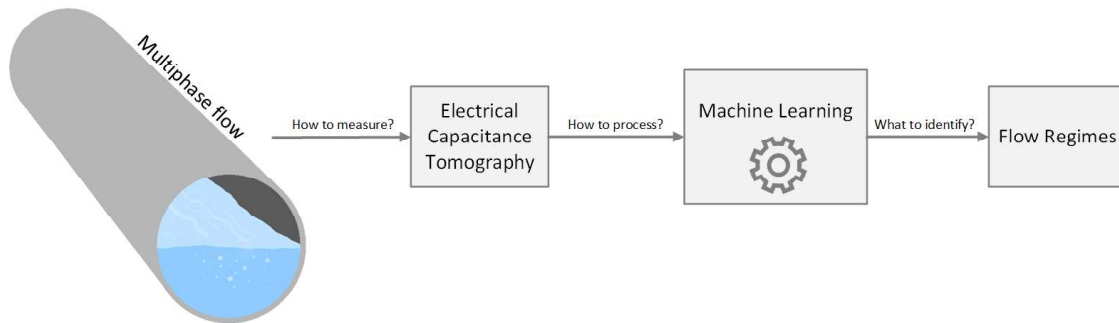 Multiphase flow
How to measure?
Electrical
Capacitance
Tomography
How to process?
Machine Learning
What to identify?
Flow Regimes